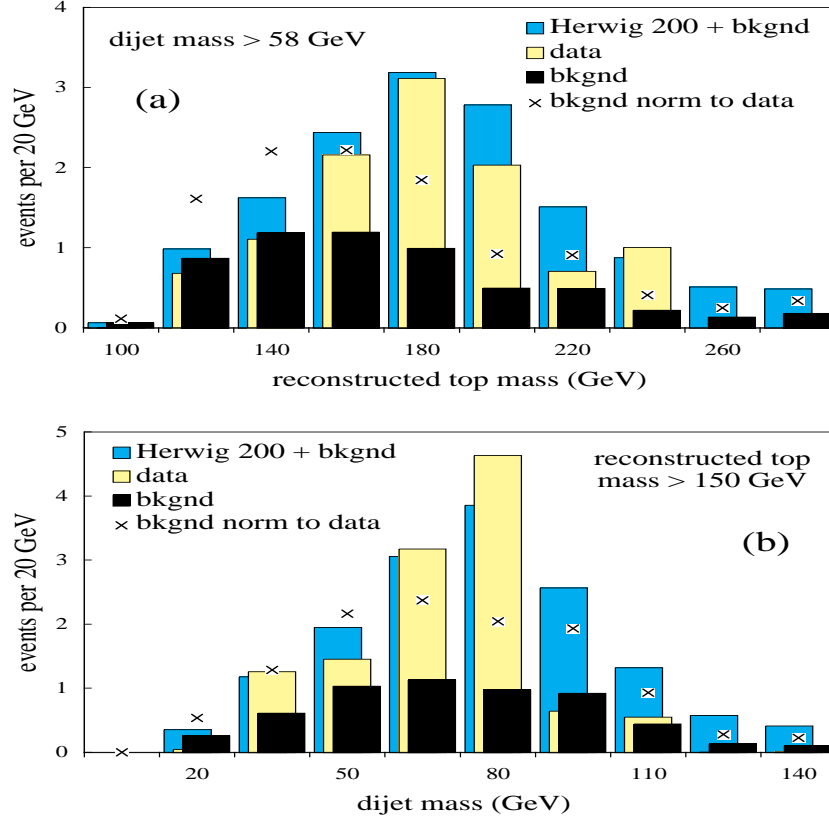 4
3
2
1
0
events per 20 GeV
dijet mass > 58 GeV
(a)
Herwig 200 + bkgnd
data
bkgnd
bkgnd norm to data
100
140
180
220
260
reconstructed top mass (GeV)
5
4
3
2
1
0
events per 20 GeV
Herwig 200 + bkgnd
data
bkgnd
bkgnd norm to data
reconstructed top
mass > 150 GeV
(b)
20
50
80
110
140
dijet mass (GeV)